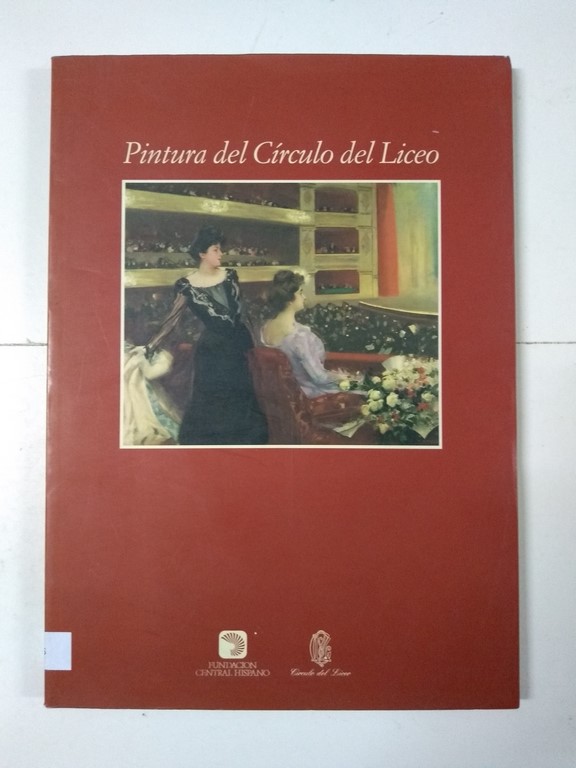 Pintura del Círculo del Liceo
FUNDACION
CENTRAL HISPANO
Círculo del Liceo